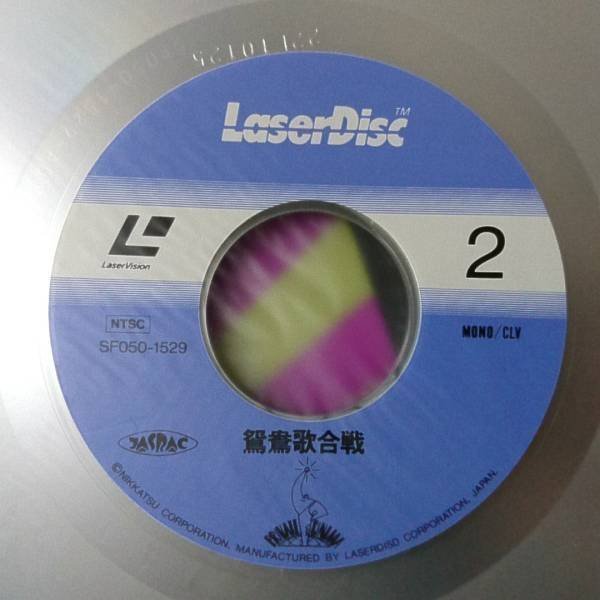 LaserDisc™
LaserVision
2
NTSC
SF050-1529
MONO/CLV
鴛鴦歌合戦
JASRAC
©NIKKATSU CORPORATION. MANUFACTURED BY LASERDISC CORPORATION, JAPAN.